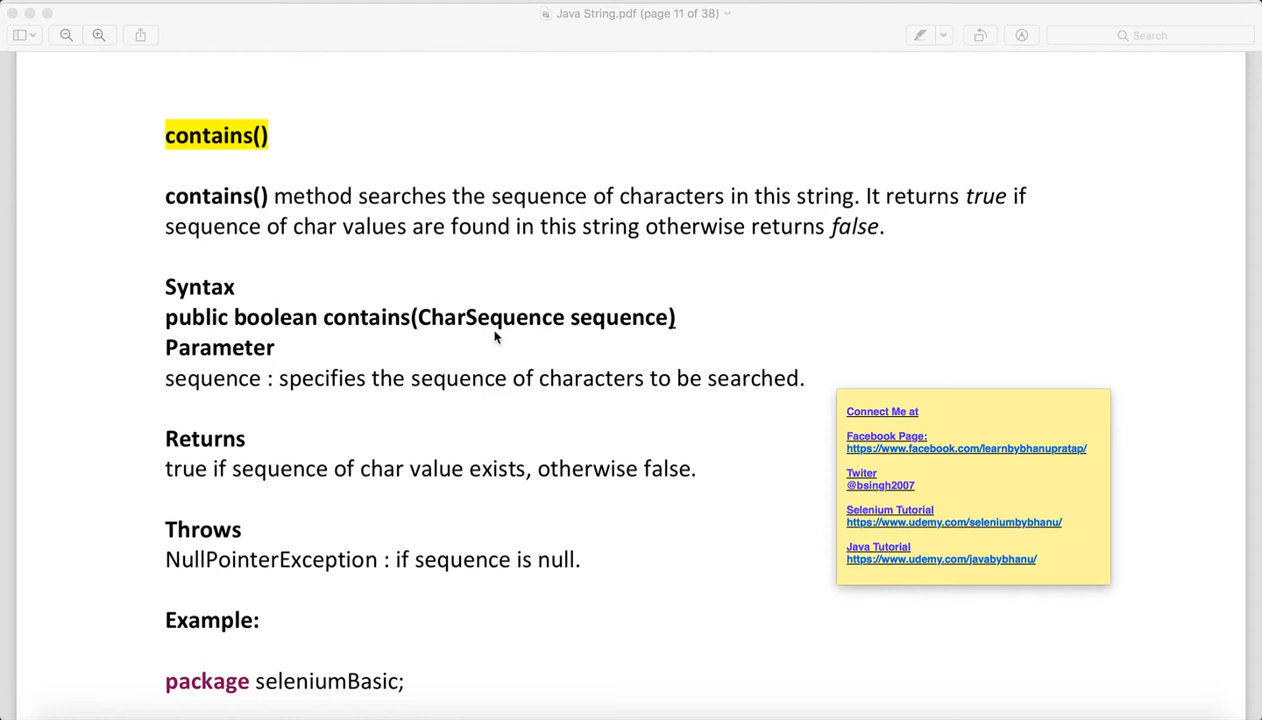 Java String.pdf (page 11 of 38)
Search
contains()
contains() method searches the sequence of characters in this string. It returns true if
sequence of char values are found in this string otherwise returns false.
Syntax
public boolean contains(CharSequence sequence)
Parameter
sequence : specifies the sequence of characters to be searched.
Returns
true if sequence of char value exists, otherwise false.
Throws
NullPointerException : if sequence is null.
Example:
package seleniumBasic;
Connect Me at
Facebook Page:
https://www.facebook.com/learnbybhanupratap/
Twiter
@bsingh2007
Selenium Tutorial
https://www.udemy.com/seleniumbybhanu/
Java Tutorial
https://www.udemy.com/javabybhanu/